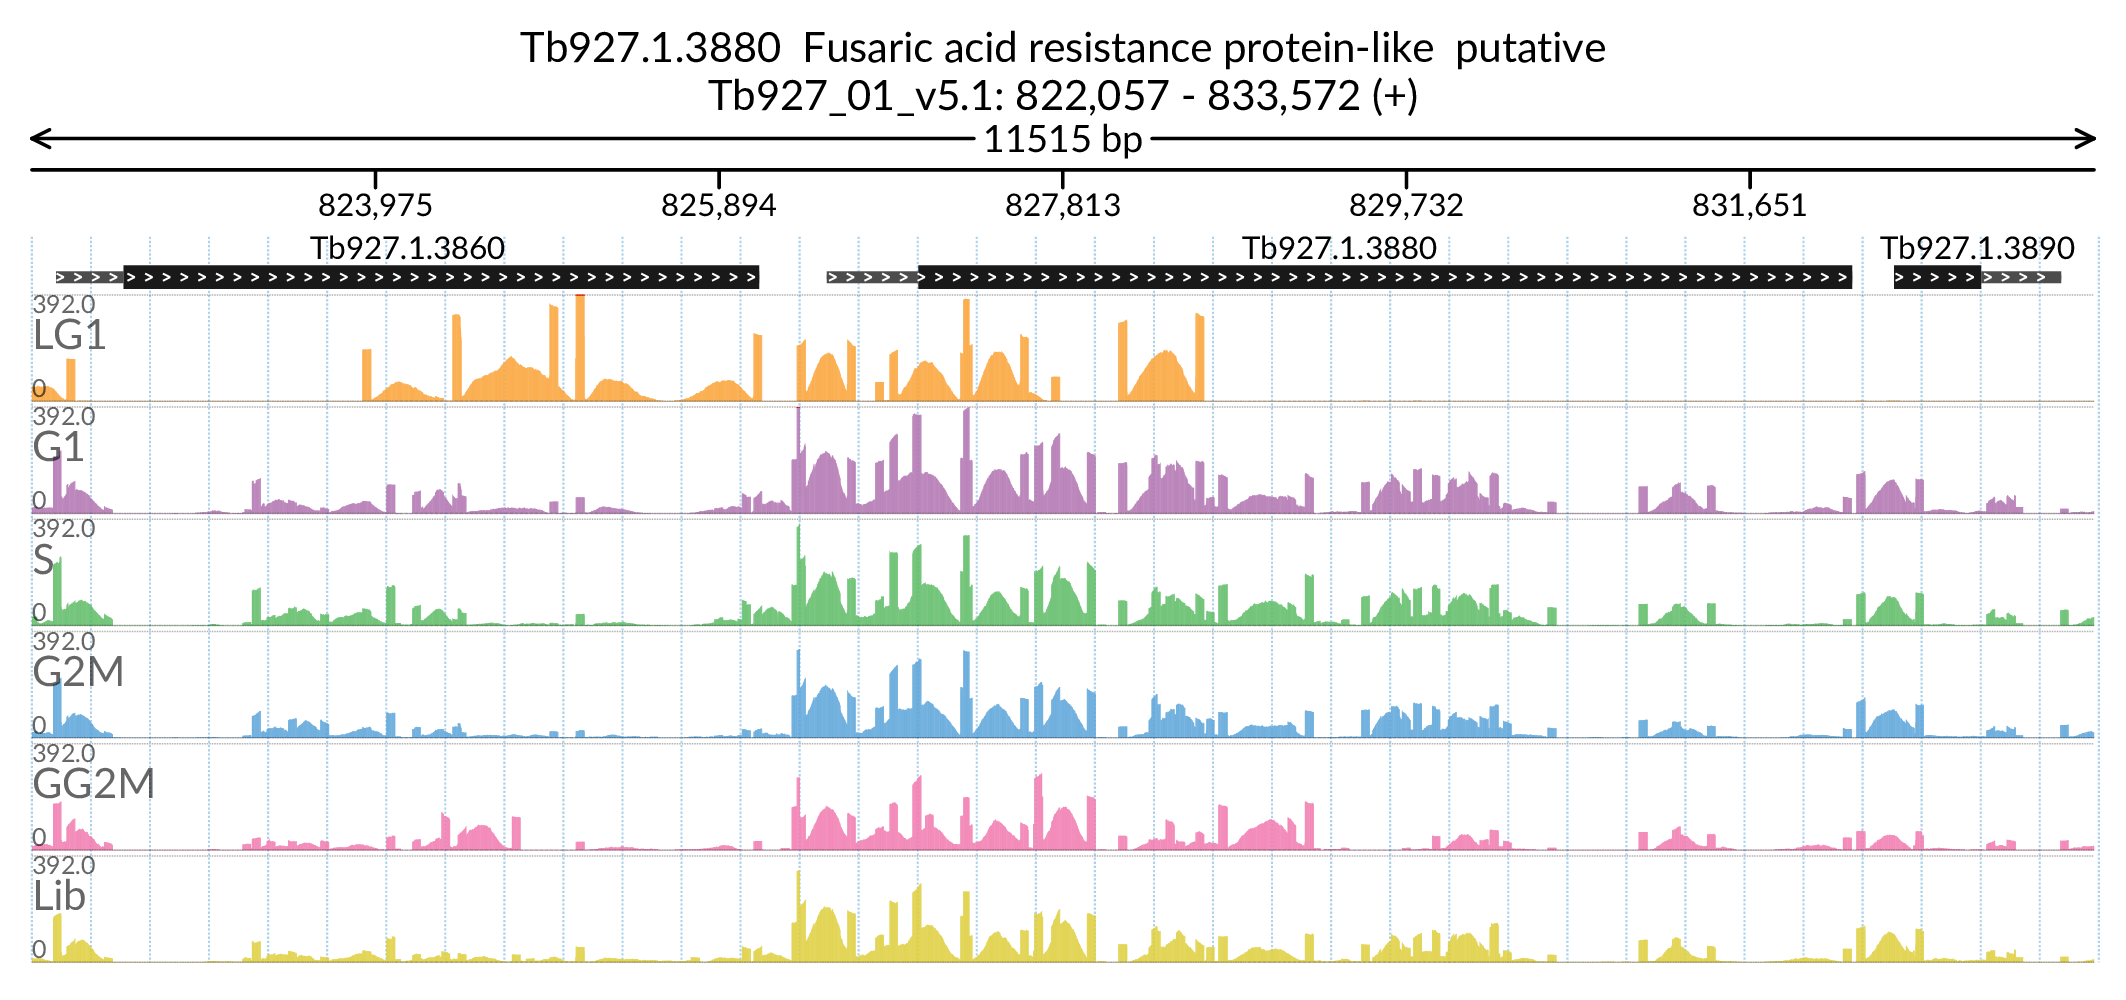 Tb927.1.3880 Fusaric acid resistance protein-like putative
Tb927_01_v5.1: 822,057 - 833,572 (+)
11515 bp
823,975 825,894 827,813 829,732 831,651
Tb927.1.3860 Tb927.1.3880 Tb927.1.3890
392.0
LG1
0
392.0
G1
0
392.0
S
0
392.0
G2M
0
392.0
GG2M
0
392.0
Lib
0